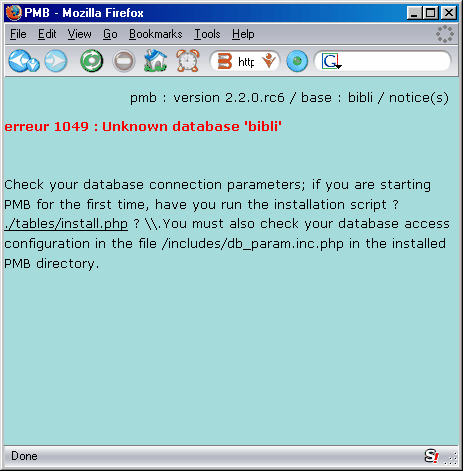 PMB - Mozilla Firefox
File Edit View Go Bookmarks Tools Help
http
G
pmb : version 2.2.0.rc6 / base : bibli / notice(s)
erreur 1049 : Unknown database 'bibli'
Check your database connection parameters; if you are starting
PMB for the first time, have you run the installation script ?
./tables/install.php ? \\.You must also check your database access
configuration in the file /includes/db_param.inc.php in the installed
PMB directory.
Done S!